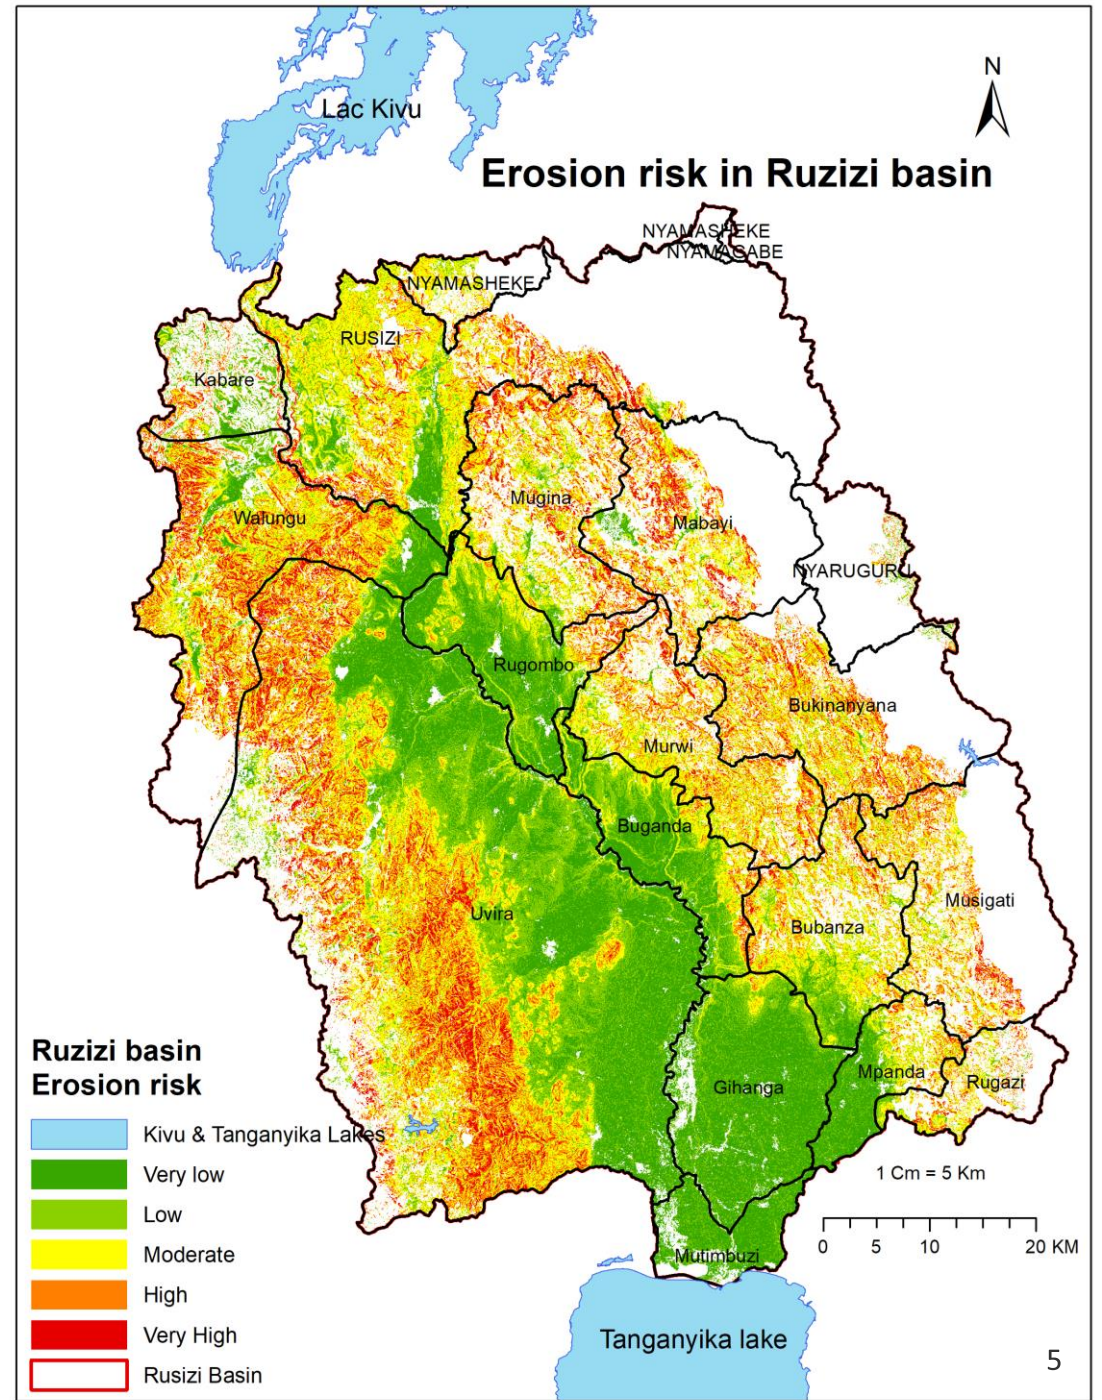 Lac Kivu
N
Erosion risk in Ruzizi basin
NYAMASHEKE
NYAMAGABE
NYAMASHEKE
RUSIZI
Kabare
Mugina
Walungu
Mabayi
NYARUGURU
Rugombo
Bukinanyana
Murwi
Buganda
Uvira
Musigati
Bubanza
Ruzizi basin
Erosion risk
Gihanga
Mpanda
Rugazi
Kivu & Tanganyika Lakes
Very low
1 Cm = 5 Km
Low
Moderate
0 5 10 20 KM
Mutimbuzi
High
Very High
Tanganyika lake
Rusizi Basin
5